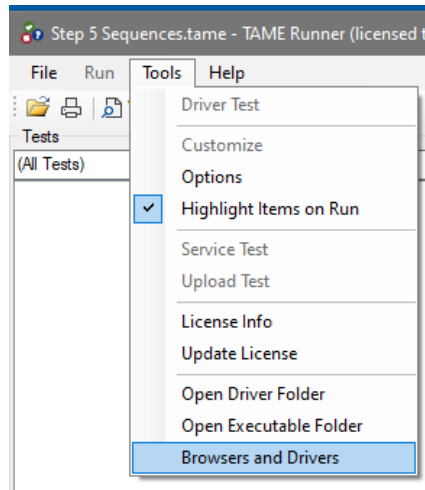 Step 5 Sequences.tame - TAME Runner (licensed
File Run Tools Help
Tests
(All Tests)
Driver Test
Customize
Options
Highlight Items on Run
Service Test
Upload Test
License Info
Update License
Open Driver Folder
Open Executable Folder
Browsers and Drivers